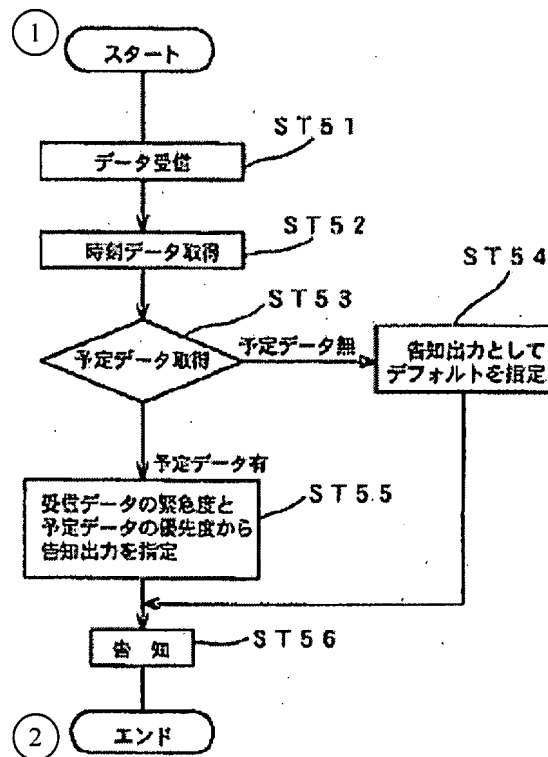 1
スタート
ST51
データ受信
ST52
時刻データ取得
ST53
ST54
予定データ取得
予定データ無
告知出力として
デフォルトを指定
予定データ有
ST55
受信データの緊急度と
予定データの優先度から
告知出力を指定
ST56
告 知
2
エンド